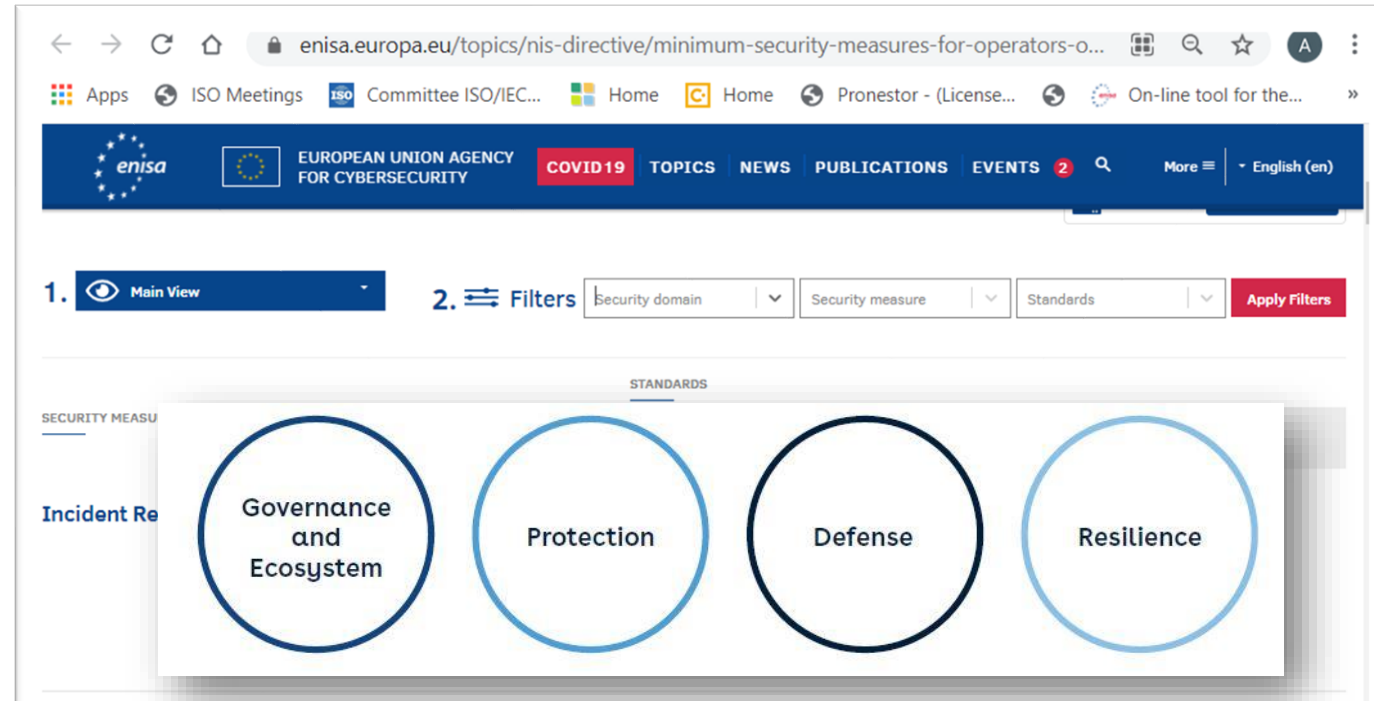 enisa.europa.eu/topics/nis-directive/minimum-security-measures-for-operators-o... A
Apps ISO Meetings ISO Committee ISO/IEC... Home C Home Pronestor - (License... On-line tool for the... »
enisa EUROPEAN UNION AGENCY FOR CYBERSECURITY COVID19 TOPICS NEWS PUBLICATIONS EVENTS 2 More English (en)
1. Main View 2. Filters Security domain Security measure Standards Apply Filters
STANDARDS
SECURITY MEASU
Incident Re
Governance
and
Ecosystem
Protection
Defense
Resilience